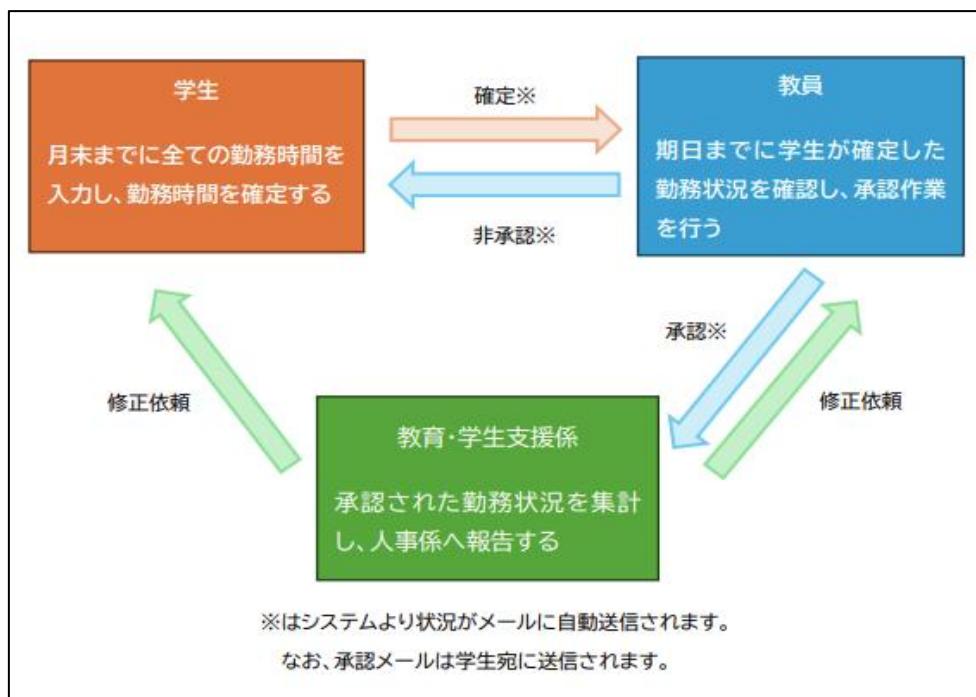 学生
月末までに全ての勤務時間を
入力し、勤務時間を確定する
確定※
非承認※
教員
期日までに学生が確定した
勤務状況を確認し、承認作業
を行う
承認※
修正依頼
修正依頼
教育・学生支援係
承認された勤務状況を集計
し、人事係へ報告する
※はシステムより状況がメールに自動送信されます。
なお、承認メールは学生宛に送信されます。